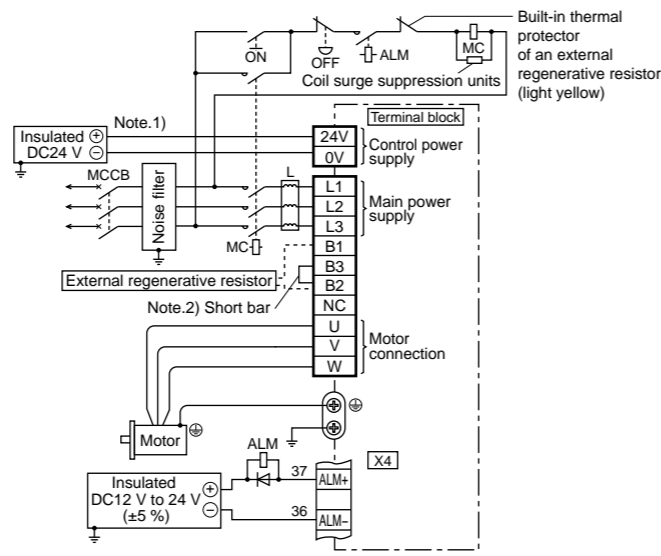 Built-in thermal
protector
of an external
regenerative resistor
(light yellow)
ON
OFF
ALM
MC
Coil surge suppression units
Note.1)
Terminal block
Insulated ⊕
DC24 V ⊖
24V
0V
Control power
supply
MCCB
Noise filter
L
L1
L2
L3
Main power
supply
MC
B1
External regenerative resistor
B3
B2
Note.2) Short bar
NC
U
V
W
Motor
connection
Motor
ALM
X4
Insulated
DC12 V to 24 V
(±5 %)
⊕
⊖
37
ALM+
36
ALM−